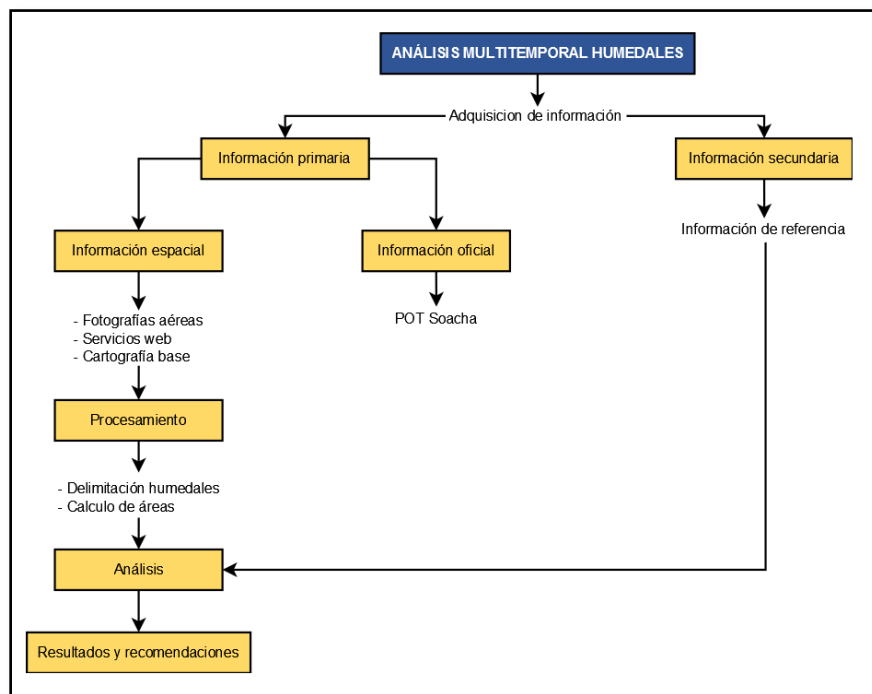 ANÁLISIS MULTITEMPORAL HUMEDALES
Adquisicion de información
Información primaria
Información secundaria
Información espacial
Información oficial
Información de referencia
- Fotografías aéreas
- Servicios web
- Cartografía base
POT Soacha
Procesamiento
- Delimitación humedales
- Calculo de áreas
Análisis
Resultados y recomendaciones